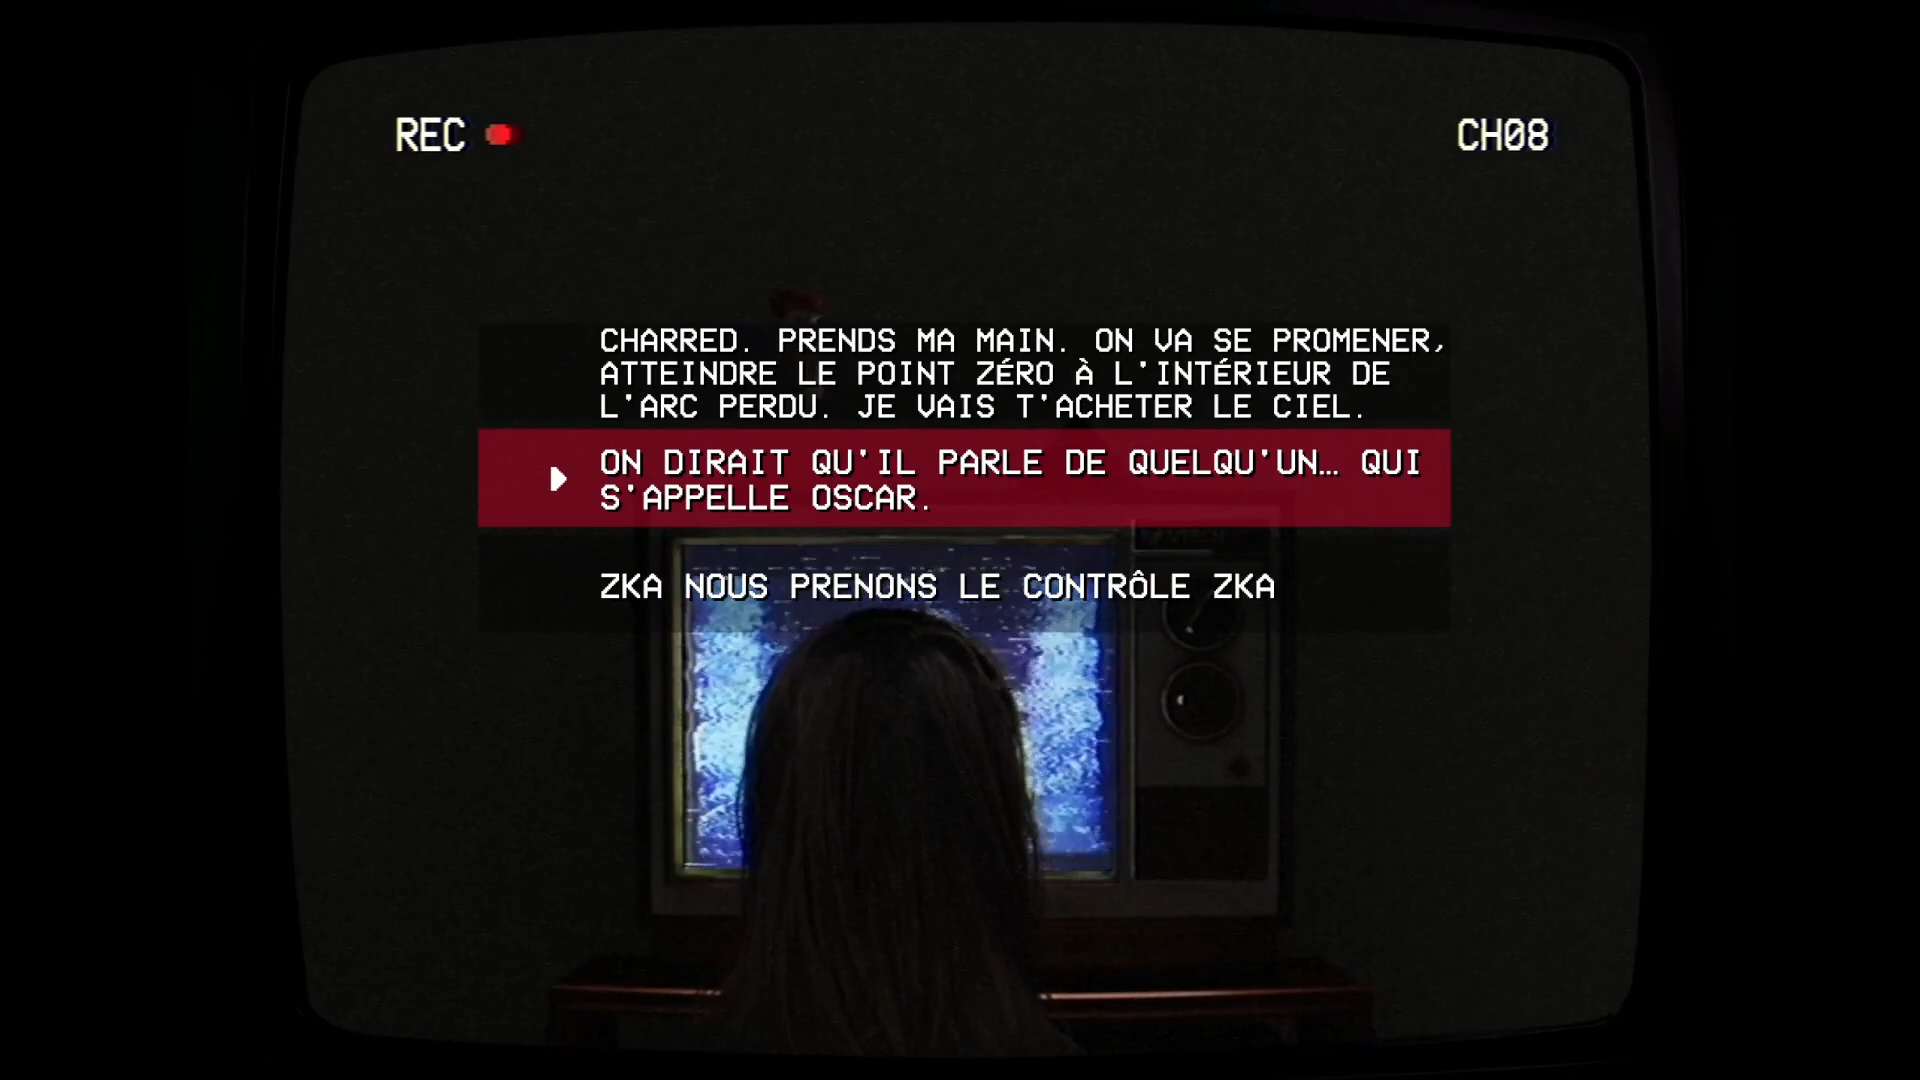 REC
CH08
CHARRED. PRENDS MA MAIN. ON VA SE PROMENER,
ATTEINDRE LE POINT ZÉRO À L'INTÉRIEUR DE
L'ARC PERDU. JE VAIS T'ACHETER LE CIEL.
ON DIRAIT QU'IL PARLE DE QUELQU'UN… QUI
S'APPELLE OSCAR.
ZKA NOUS PRENONS LE CONTRÔLE ZKA